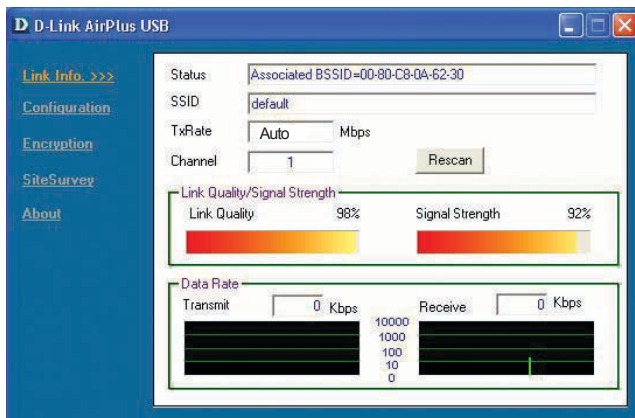 D D-Link AirPlus USB
Link Info. >>>
Configuration
Encryption
SiteSurvey
About
Status Associated BSSID=00-80-C8-0A-62-30
SSID default
TxRate Auto Mbps
Channel 1 Rescan
Link Quality/Signal Strength
Link Quality 98% Signal Strength 92%
Data Rate
Transmit 0 Kbps Receive 0 Kbps
10000
1000
100
10
0